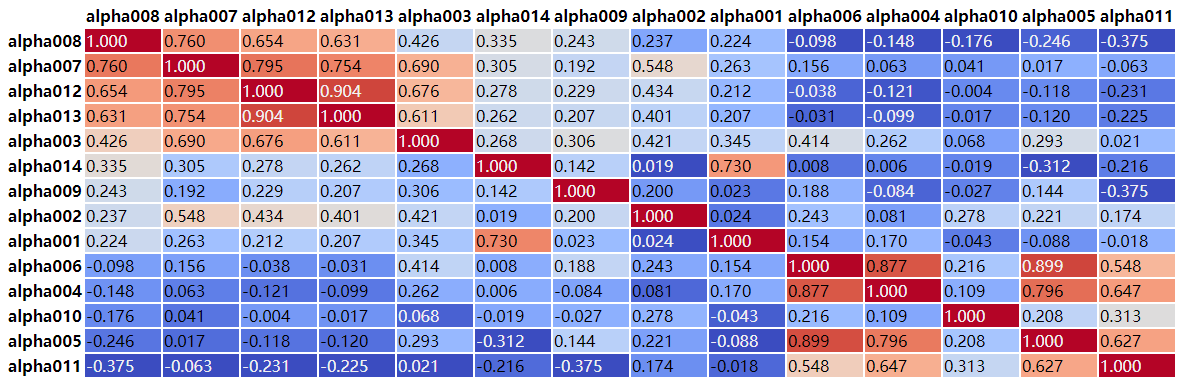 alpha008 alpha007 alpha012 alpha013 alpha003 alpha014 alpha009 alpha002 alpha001 alpha006 alpha004 alpha010 alpha005 alpha011
alpha008 1.000 0.760 0.654 0.631 0.426 0.335 0.243 0.237 0.224 -0.098 -0.148 -0.176 -0.246 -0.375
alpha007 0.760 1.000 0.795 0.754 0.690 0.305 0.192 0.548 0.263 0.156 0.063 0.041 0.017 -0.063
alpha012 0.654 0.795 1.000 0.904 0.676 0.278 0.229 0.434 0.212 -0.038 -0.121 -0.004 -0.118 -0.231
alpha013 0.631 0.754 0.904 1.000 0.611 0.262 0.207 0.401 0.207 -0.031 -0.099 -0.017 -0.120 -0.225
alpha003 0.426 0.690 0.676 0.611 1.000 0.268 0.306 0.421 0.345 0.414 0.262 0.068 0.293 0.021
alpha014 0.335 0.305 0.278 0.262 0.268 1.000 0.142 0.019 0.730 0.008 0.006 -0.019 -0.312 -0.216
alpha009 0.243 0.192 0.229 0.207 0.306 0.142 1.000 0.200 0.023 0.188 -0.084 -0.027 0.144 -0.375
alpha002 0.237 0.548 0.434 0.401 0.421 0.019 0.200 1.000 0.024 0.243 0.081 0.278 0.221 0.174
alpha001 0.224 0.263 0.212 0.207 0.345 0.730 0.023 0.024 1.000 0.154 0.170 -0.043 -0.088 -0.018
alpha006 -0.098 0.156 -0.038 -0.031 0.414 0.008 0.188 0.243 0.154 1.000 0.877 0.216 0.899 0.548
alpha004 -0.148 0.063 -0.121 -0.099 0.262 0.006 -0.084 0.081 0.170 0.877 1.000 0.109 0.796 0.647
alpha010 -0.176 0.041 -0.004 -0.017 0.068 -0.019 -0.027 0.278 -0.043 0.216 0.109 1.000 0.208 0.313
alpha005 -0.246 0.017 -0.118 -0.120 0.293 -0.312 0.144 0.221 -0.088 0.899 0.796 0.208 1.000 0.627
alpha011 -0.375 -0.063 -0.231 -0.225 0.021 -0.216 -0.375 0.174 -0.018 0.548 0.647 0.313 0.627 1.000